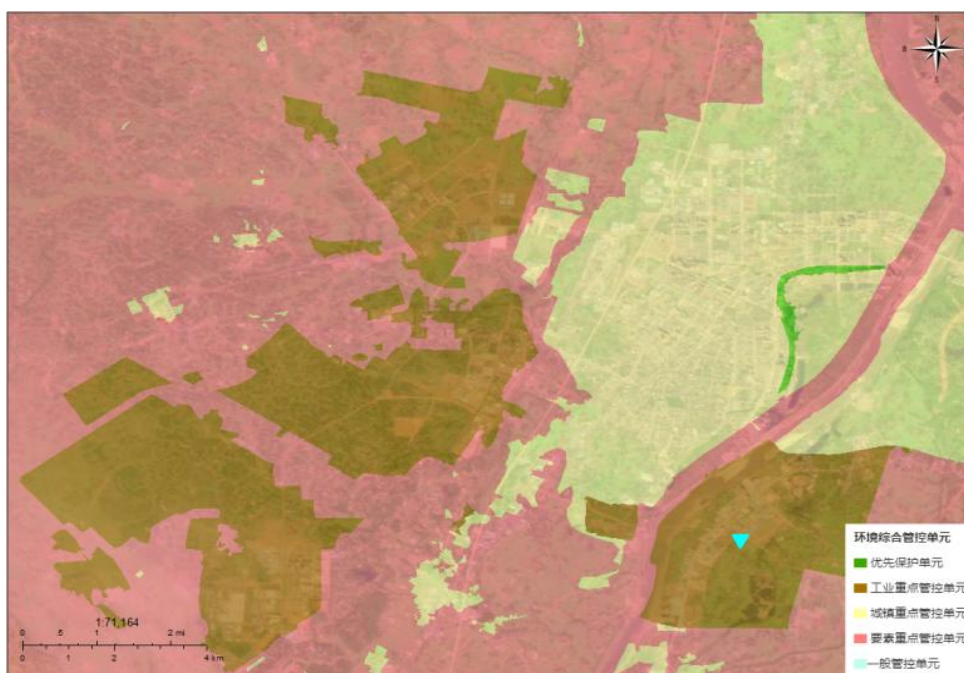 N
B
S
环境综合管控单元
优先保护单元
工业重点管控单元
城镇重点管控单元
要素重点管控单元
一般管控单元
1:71,164
0 5 1 2 mi
0 1 2 4 km